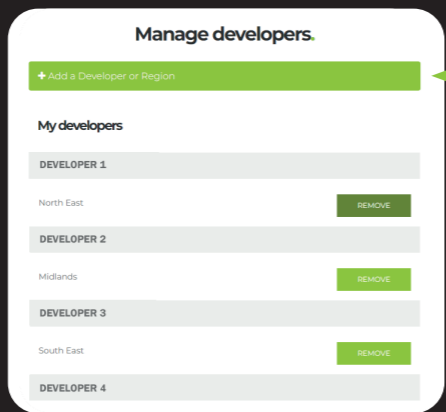 Manage developers.
+ Add a Developer or Region
My developers
DEVELOPER 1
North East
REMOVE
DEVELOPER 2
Midlands
REMOVE
DEVELOPER 3
South East
REMOVE
DEVELOPER 4